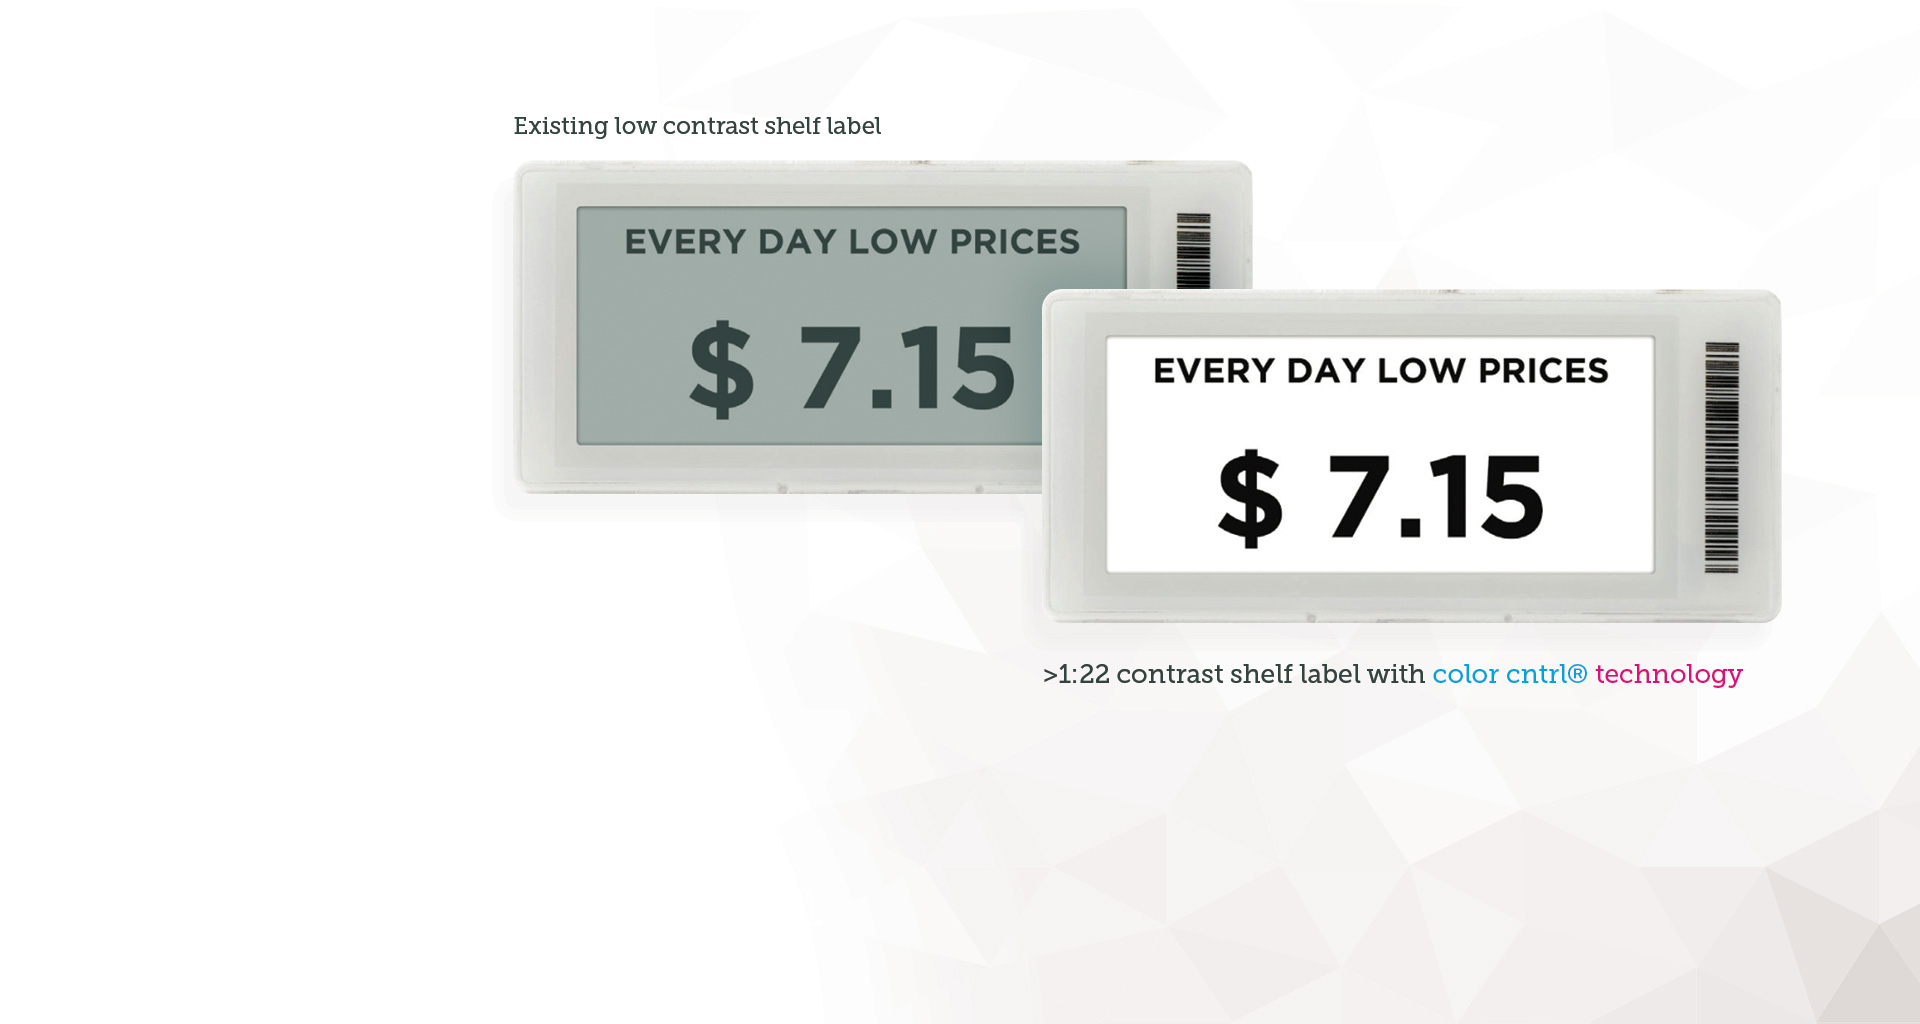 Existing low contrast shelf label
EVERY DAY LOW PRICES
$ 7.15
EVERY DAY LOW PRICES
$ 7.15
>1:22 contrast shelf label with color cntrl® technology